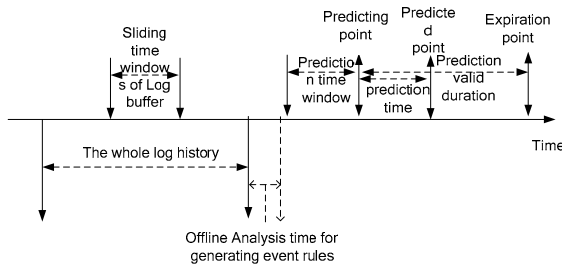 Sliding
time
window
s of Log
buffer
Predicting
point
Predicte
d
point
Expiration
point
Predictio
n time
window
prediction
time
Prediction
valid
duration
Time
The whole log history
Offline Analysis time for
generating event rules